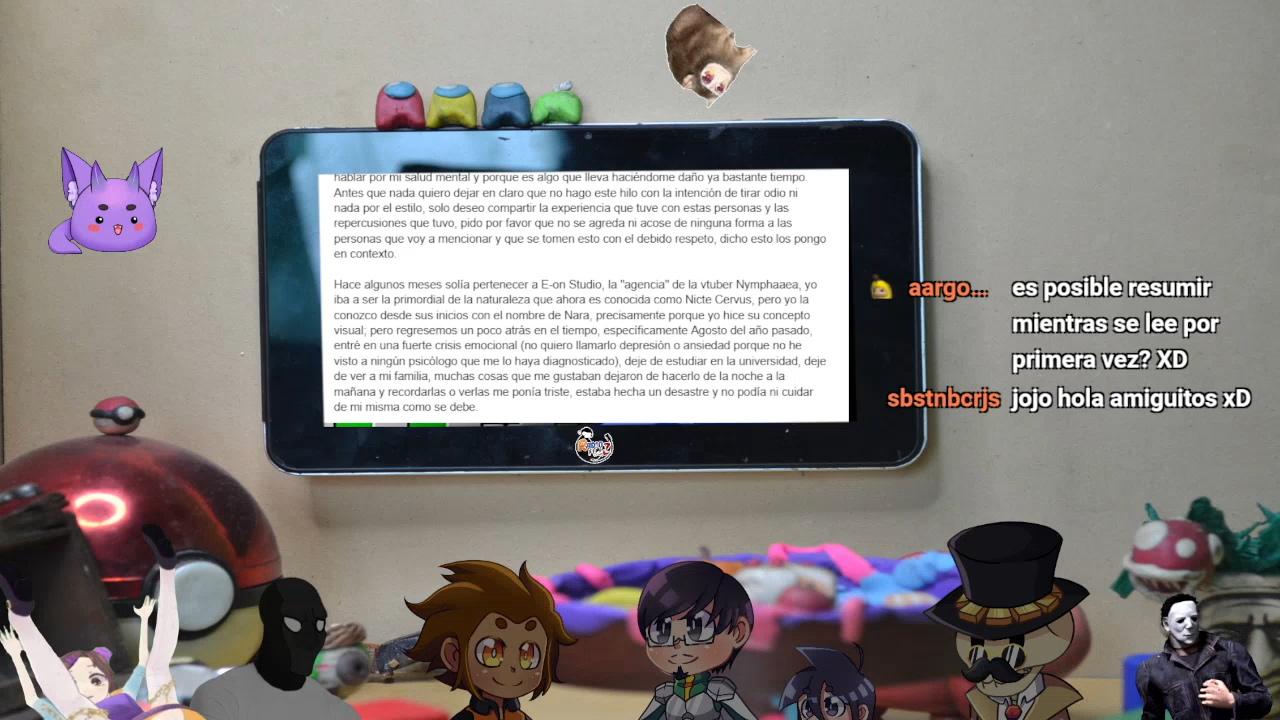 hablar por mi salud mental y porque es algo que lleva haciéndome daño ya bastante tiempo.
Antes que nada quiero dejar en claro que no hago este hilo con la intención de tirar odio ni
nada por el estilo, solo deseo compartir la experiencia que tuve con estas personas y las
repercusiones que tuvo, pido por favor que no se agreda ni acose de ninguna forma a las
personas que voy a mencionar y que se tomen esto con el debido respeto, dicho esto los pongo
en contexto.
Hace algunos meses solía pertenecer a E-on Studio, la "agencia" de la vtuber Nymphaaea, yo
iba a ser la primordial de la naturaleza que ahora es conocida como Nicte Cervus, pero yo la
conozco desde sus inicios con el nombre de Nara, precisamente porque yo hice su concepto
visual; pero regresemos un poco atrás en el tiempo, específicamente Agosto del año pasado,
entré en una fuerte crisis emocional (no quiero llamarlo depresión o ansiedad porque no he
visto a ningún psicólogo que me lo haya diagnosticado), deje de estudiar en la universidad, deje
de ver a mi familia, muchas cosas que me gustaban dejaron de hacerlo de la noche a la
mañana y recordarlas o verlas me ponía triste, estaba hecha un desastre y no podía ni cuidar
de mi misma como se debe.
aargo... es posible resumir
mientras se lee por
primera vez? XD
sbstnbcrjs jojo hola amiguitos xD